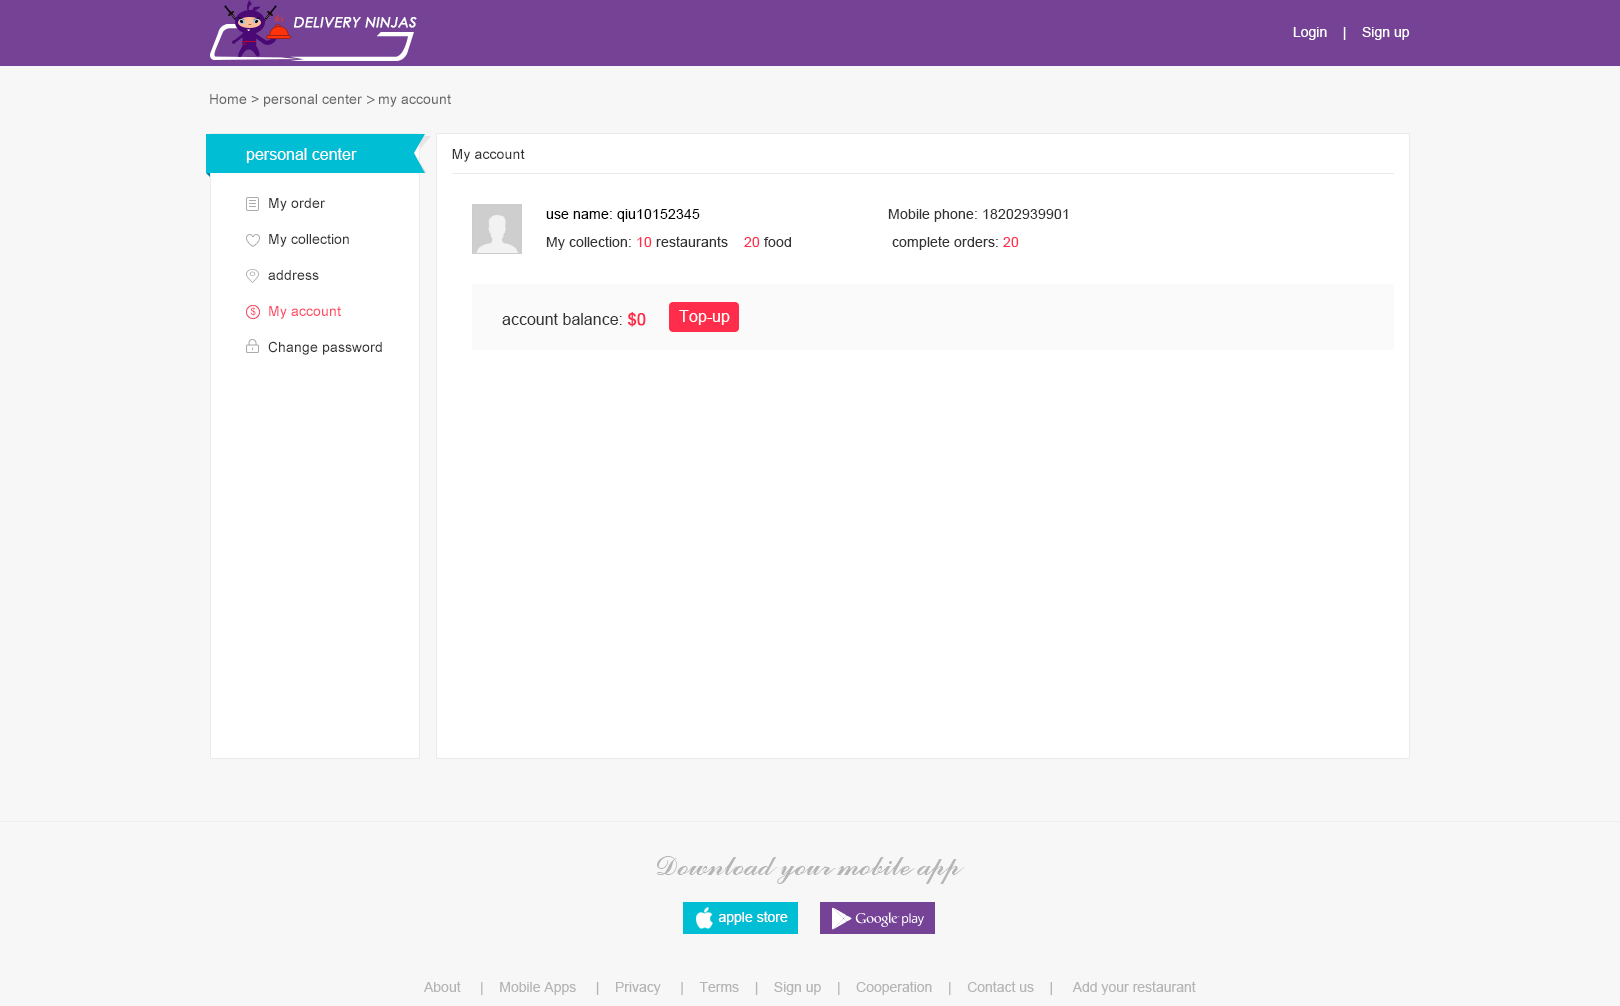 DELIVERY NINJAS
Login | Sign up
Home > personal center > my account
personal center
My order
My collection
address
$ My account
Change password
My account
use name: qiu10152345
Mobile phone: 18202939901
My collection: 10 restaurants 20 food
complete orders: 20
account balance: $0 Top-up
Download your mobile app
apple store
Google play
About | Mobile Apps | Privacy | Terms | Sign up | Cooperation | Contact us | Add your restaurant